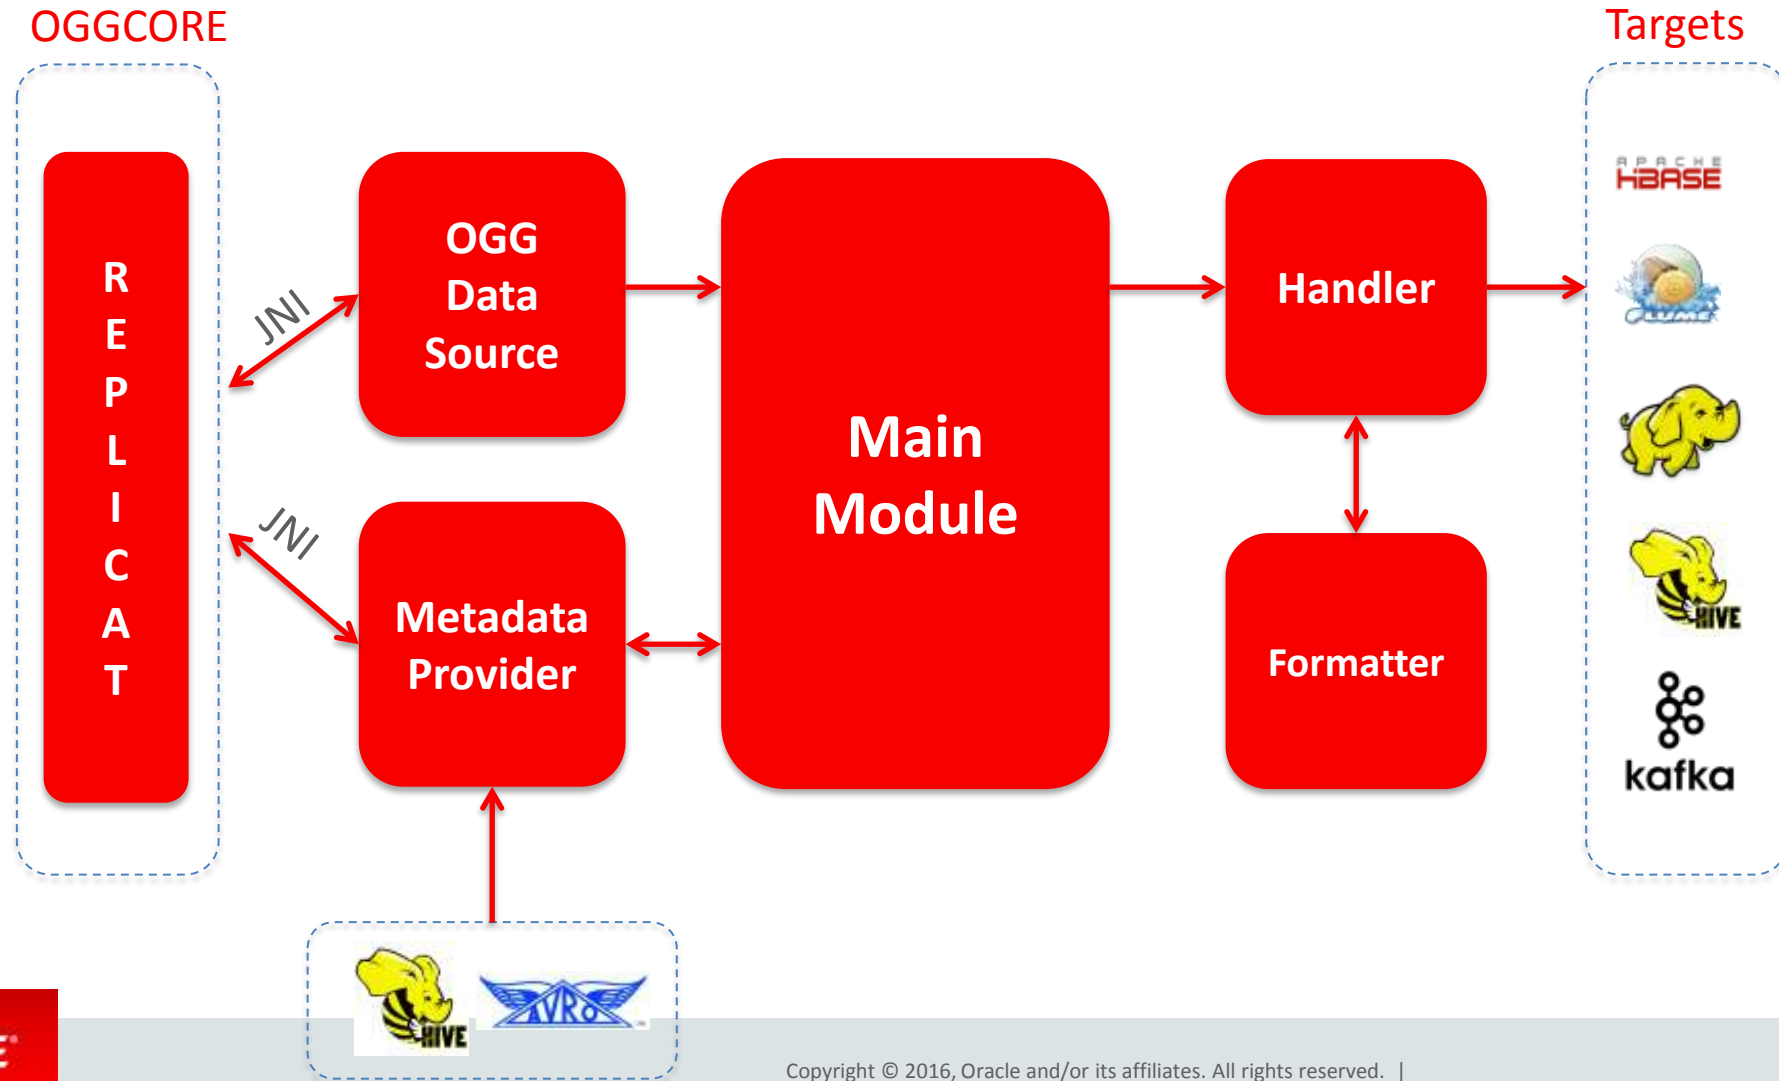 OGGCORE
Targets
R
E
P
L
I
C
A
T
JNI
JNI
OGG
Data
Source
Metadata
Provider
Main
Module
Handler
Formatter
APACHE
HBASE
FLUME
HIVE
kafka
HIVE
AVRO
Copyright © 2016, Oracle and/or its affiliates. All rights reserved. |